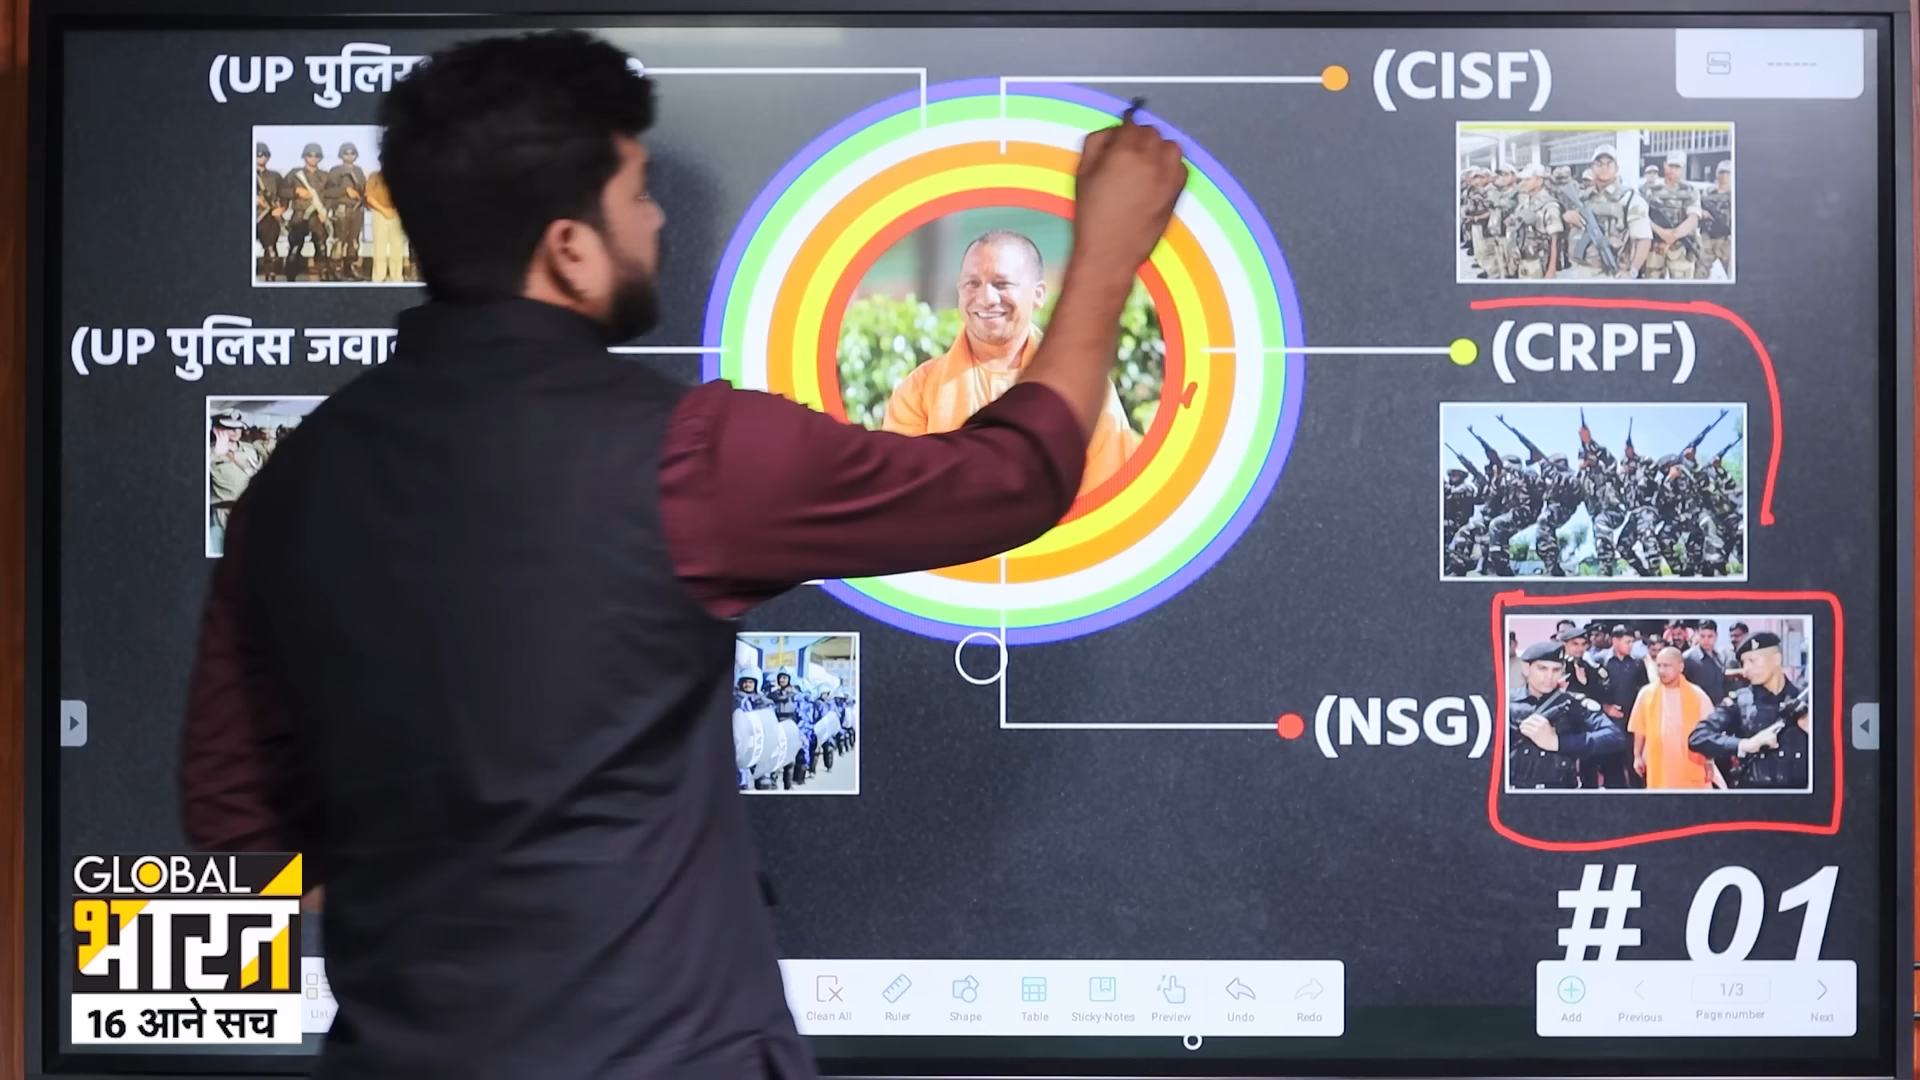 (UP
(CISF)
(UP पुलिस
(CRPF)
(NSG)
# 01
GLOBAL
भारत
16 आने सच
Clean All
Ruler
Shape
Table
Sticky-Notes
Preview
Undo
Redo
Add
Previous
1/3
Page number
Next